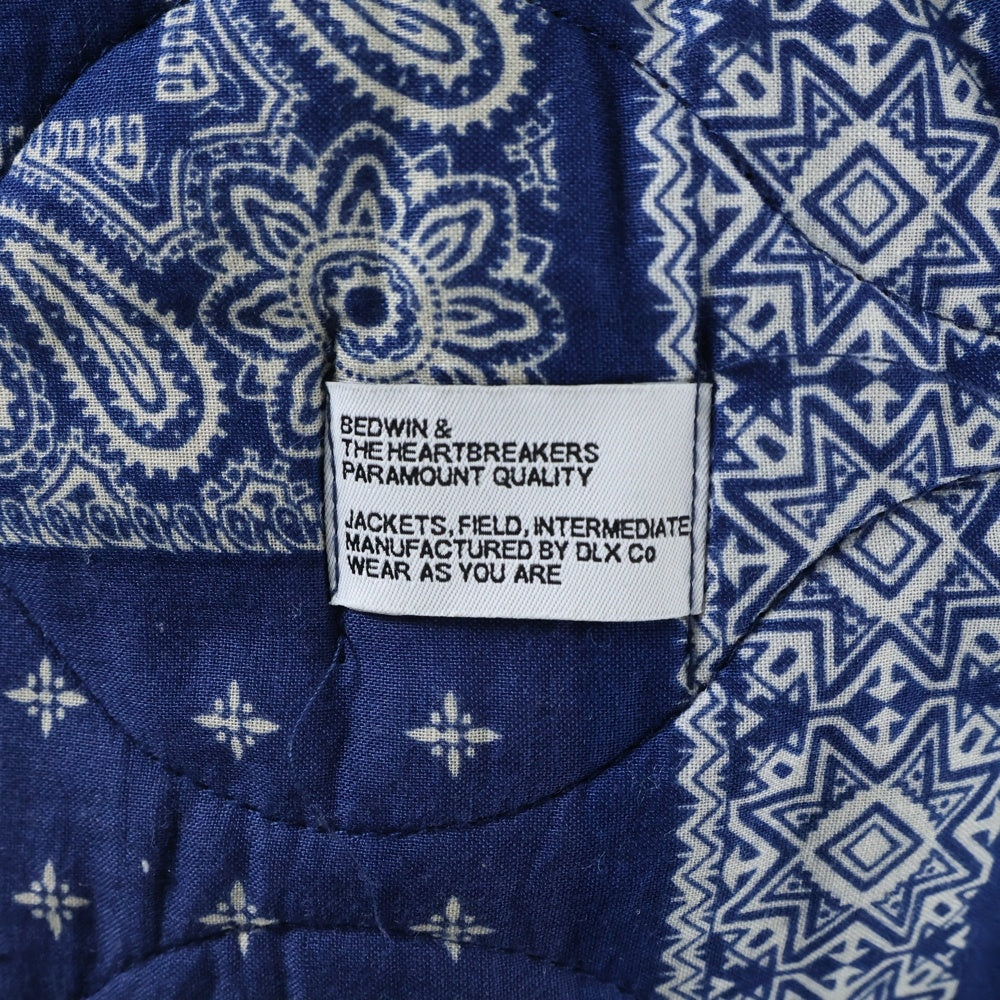 BEDWIN &
THE HEARTBREAKERS
PARAMOUNT QUALITY
JACKETS, FIELD, INTERMEDIATE
MANUFACTURED BY DLX Co
WEAR AS YOU ARE